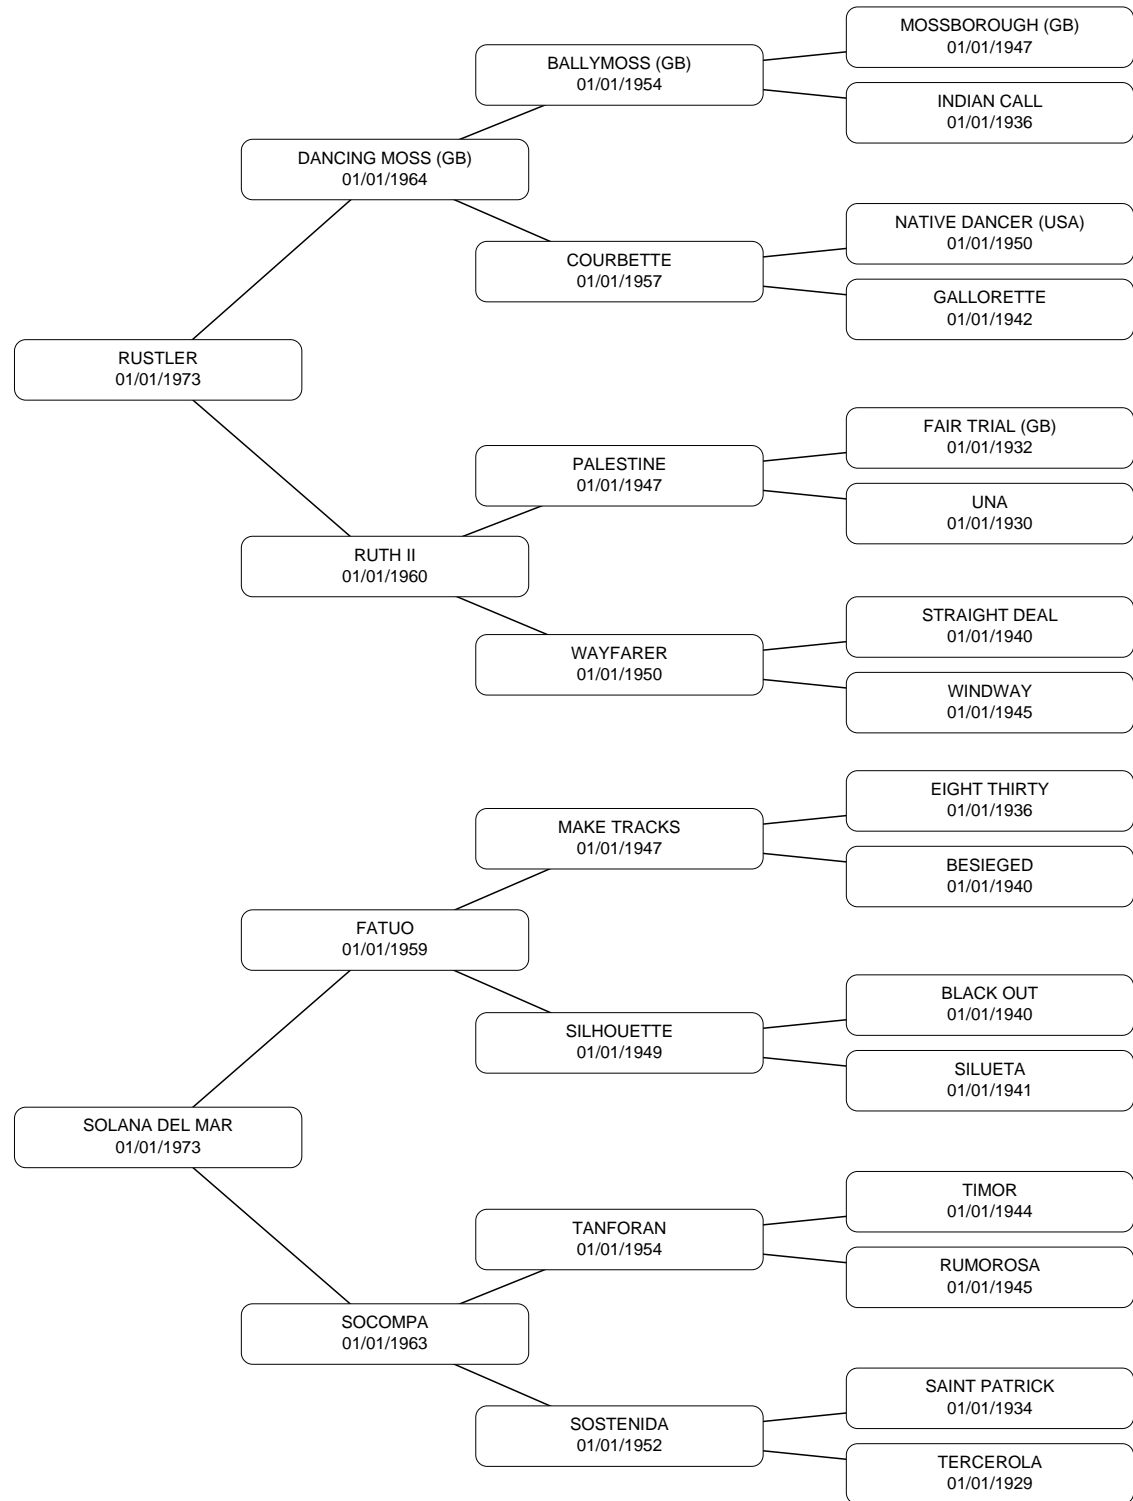 MOSSBOROUGH (GB)
01/01/1947
BALLYMOSS (GB)
01/01/1954
INDIAN CALL
01/01/1936
DANCING MOSS (GB)
01/01/1964
NATIVE DANCER (USA)
01/01/1950
COURBETTE
01/01/1957
GALLORETTE
01/01/1942
RUSTLER
01/01/1973
FAIR TRIAL (GB)
01/01/1932
PALESTINE
01/01/1947
UNA
01/01/1930
RUTH II
01/01/1960
STRAIGHT DEAL
01/01/1940
WAYFARER
01/01/1950
WINDWAY
01/01/1945
EIGHT THIRTY
01/01/1936
MAKE TRACKS
01/01/1947
BESIEGED
01/01/1940
FATUO
01/01/1959
BLACK OUT
01/01/1940
SILHOUETTE
01/01/1949
SILUETA
01/01/1941
SOLANA DEL MAR
01/01/1973
TIMOR
01/01/1944
TANFORAN
01/01/1954
RUMOROSA
01/01/1945
SOCOMPA
01/01/1963
SAINT PATRICK
01/01/1934
SOSTENIDA
01/01/1952
TERCEROLA
01/01/1929